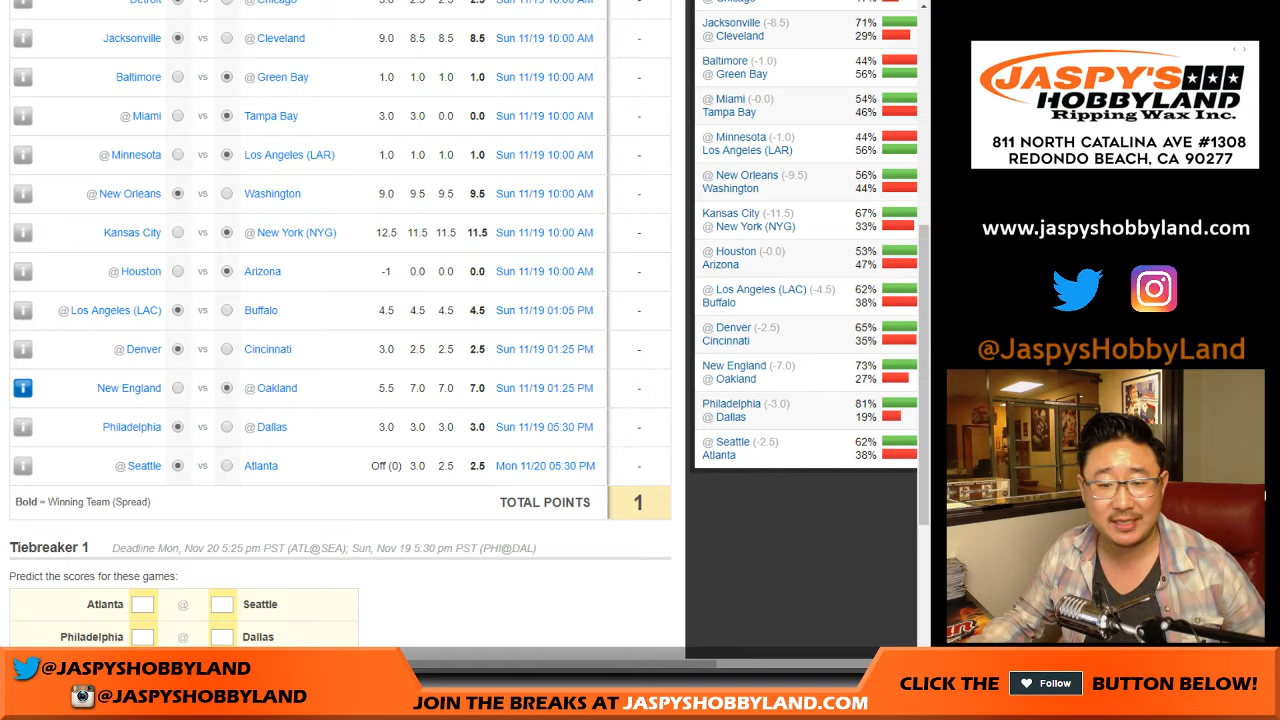 Detroit vs @ Chicago 3.0 2.5 2.5 2.5 Sun 11/19 10:00 AM -
Jacksonville vs @ Cleveland 9.0 8.5 8.5 8.5 Sun 11/19 10:00 AM -
Baltimore vs @ Green Bay 1.0 1.0 1.0 1.0 Sun 11/19 10:00 AM -
@ Miami vs Tampa Bay 3.0 3.0 0.0 0.0 Sun 11/19 10:00 AM -
@ Minnesota vs Los Angeles (LAR) 1.0 1.0 1.0 1.0 Sun 11/19 10:00 AM -
@ New Orleans vs Washington 9.0 9.5 9.5 9.5 Sun 11/19 10:00 AM -
Kansas City vs @ New York (NYG) 12.5 11.5 11.5 11.5 Sun 11/19 10:00 AM -
@ Houston vs Arizona -1 0.0 0.0 0.0 Sun 11/19 10:00 AM -
@ Los Angeles (LAC) vs Buffalo 4.5 4.5 4.5 4.5 Sun 11/19 01:05 PM -
@ Denver vs Cincinnati 3.0 2.5 2.5 2.5 Sun 11/19 01:25 PM -
New England vs @ Oakland 5.5 7.0 7.0 7.0 Sun 11/19 01:25 PM -
Philadelphia vs @ Dallas 3.0 3.0 3.0 3.0 Sun 11/19 05:30 PM -
@ Seattle vs Atlanta Off (0) 3.0 2.5 2.5 Mon 11/20 05:30 PM -
Bold = Winning Team (Spread) TOTAL POINTS 1
Tiebreaker 1 Deadline Mon, Nov 20 5:25 pm PST (ATL@SEA); Sun, Nov 19 5:30 pm PST (PHI@DAL)
Predict the scores for these games:
Atlanta @ Seattle
Philadelphia @ Dallas
Jacksonville (-8.5) 71%
@ Cleveland 29%
Baltimore (-1.0) 44%
@ Green Bay 56%
@ Miami (-0.0) 54%
Tampa Bay 46%
@ Minnesota (-1.0) 44%
Los Angeles (LAR) 56%
@ New Orleans (-9.5) 56%
Washington 44%
Kansas City (-11.5) 67%
@ New York (NYG) 33%
@ Houston (-0.0) 53%
Arizona 47%
@ Los Angeles (LAC) (-4.5) 62%
Buffalo 38%
@ Denver (-2.5) 65%
Cincinnati 35%
New England (-7.0) 73%
@ Oakland 27%
Philadelphia (-3.0) 81%
@ Dallas 19%
@ Seattle (-2.5) 62%
Atlanta 38%
JASPY'S
HOBBYLAND
Ripping Wax Inc.
811 NORTH CATALINA AVE #1308
REDONDO BEACH, CA 90277
www.jaspyshobbyland.com
@JaspysHobbyLand
@JASPYSHOBBYLAND
@JASPYSHOBBYLAND
JOIN THE BREAKS AT JASPYSHOBBYLAND.COM
CLICK THE Follow BUTTON BELOW!